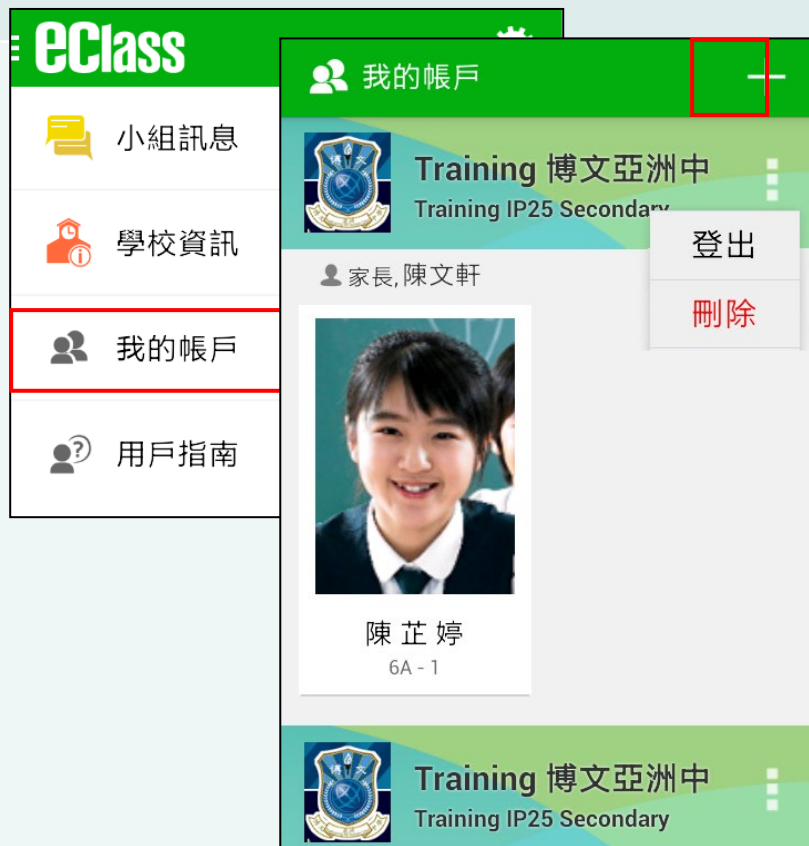 eClass
小組訊息
學校資訊
我的帳戶
用戶指南
我的帳戶
Training 博文亞洲中
Training IP25 Secondary
登出
刪除
家長, 陳文軒
陳芷婷
6A - 1
Training 博文亞洲中
Training IP25 Secondary